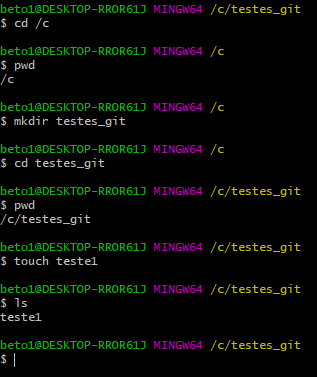 beto1@DESKTOP-RROR61J MINGW64 /c/testes_git
$ cd /c
beto1@DESKTOP-RROR61J MINGW64 /c
$ pwd
/c
beto1@DESKTOP-RROR61J MINGW64 /c
$ mkdir testes_git
beto1@DESKTOP-RROR61J MINGW64 /c
$ cd testes_git
beto1@DESKTOP-RROR61J MINGW64 /c/testes_git
$ pwd
/c/testes_git
beto1@DESKTOP-RROR61J MINGW64 /c/testes_git
$ touch teste1
beto1@DESKTOP-RROR61J MINGW64 /c/testes_git
$ ls
teste1
beto1@DESKTOP-RROR61J MINGW64 /c/testes_git
$